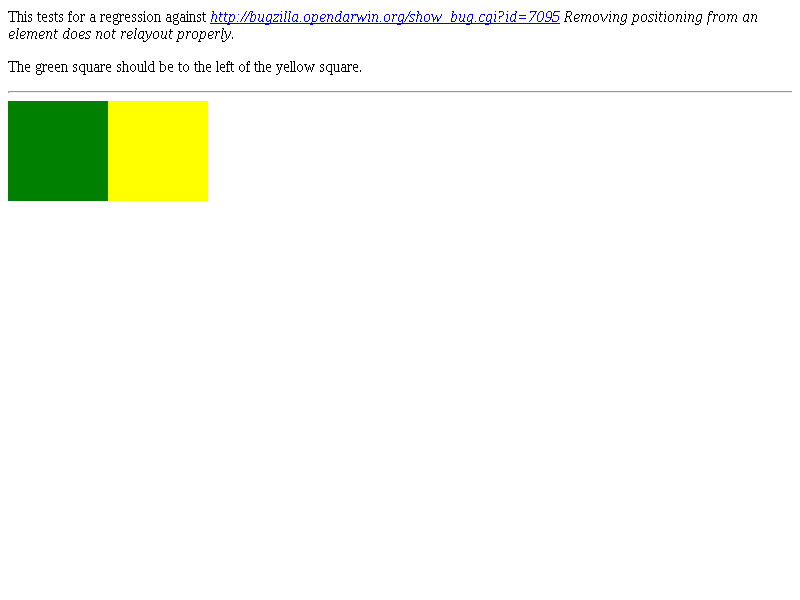 This tests for a regression against http://bugzilla.opendarwin.org/show_bug.cgi?id=7095 Removing positioning from an
element does not relayout properly.
The green square should be to the left of the yellow square.